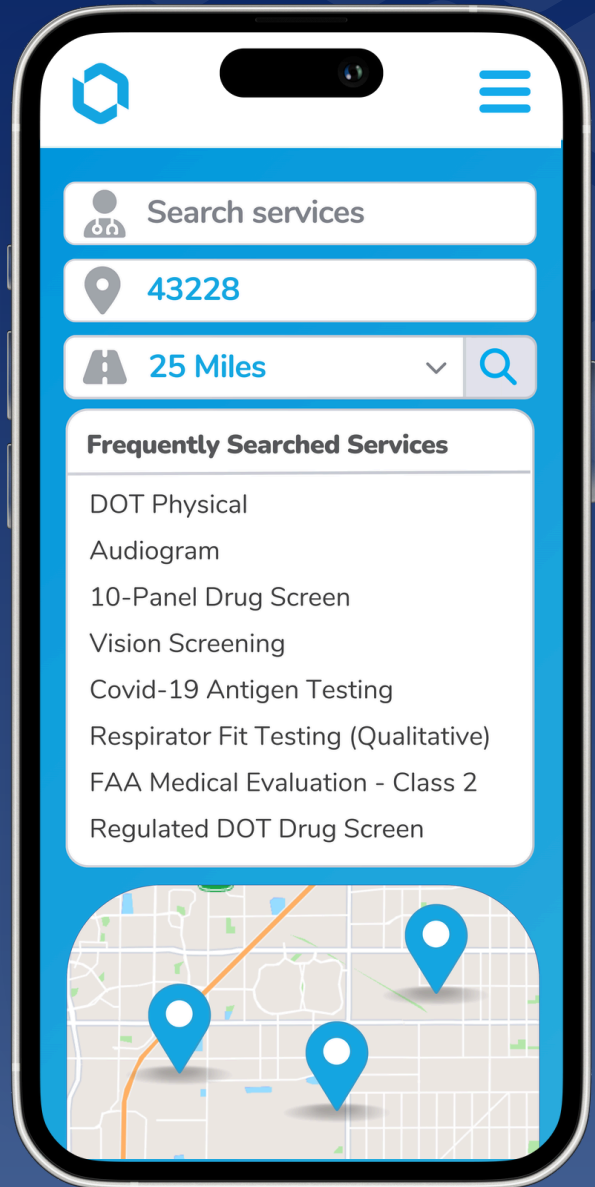 Search services
43228
25 Miles
Frequently Searched Services
DOT Physical
Audiogram
10-Panel Drug Screen
Vision Screening
Covid-19 Antigen Testing
Respirator Fit Testing (Qualitative)
FAA Medical Evaluation - Class 2
Regulated DOT Drug Screen